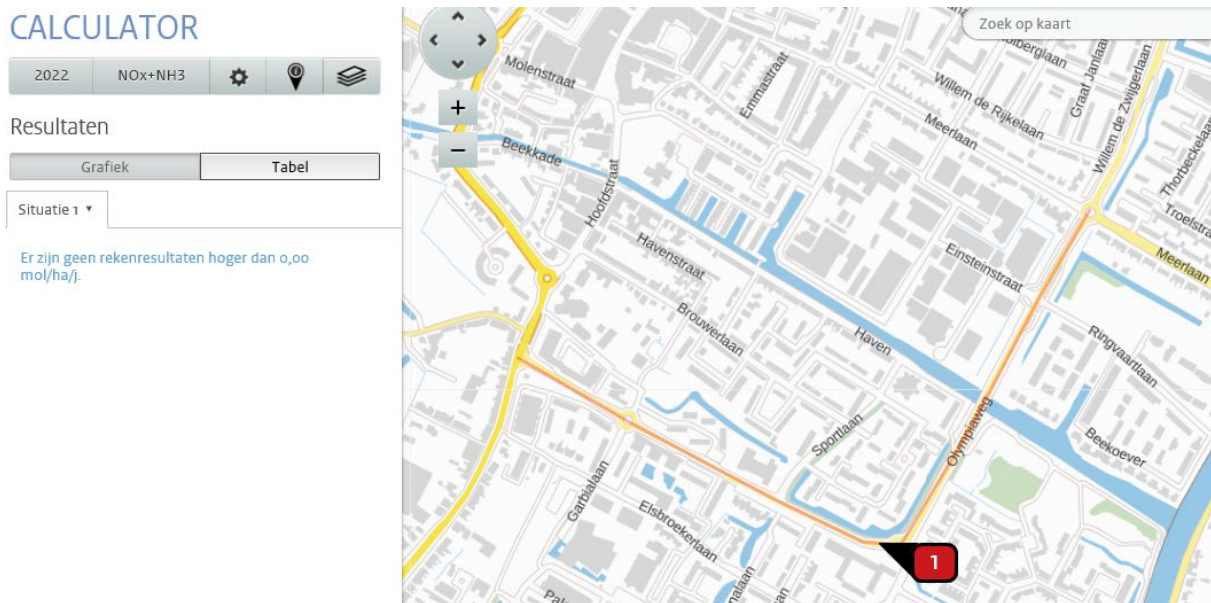 CALCULATOR
2022
NOx+NH3
Resultaten
Grafiek
Tabel
Situatie 1
Er zijn geen rekenresultaten hoger dan 0,00
mol/ha/j.
Zoek op kaart
+
−
Molenstraat
Emmastraat
Willem de Rijkelaan
Meerlaan
Graaf Janlaan
Willem de Zwijgerlaan
Thorbeckelaan
Troelstra
Meerlaan
Beekkade
Hoofdstraat
Havenstraat
Einsteinstraat
Brouwerlaan
Haven
Ringvaartlaan
Sportlaan
Olympiaweg
Beekoever
Garbialaan
Elsbroekerlaan
1